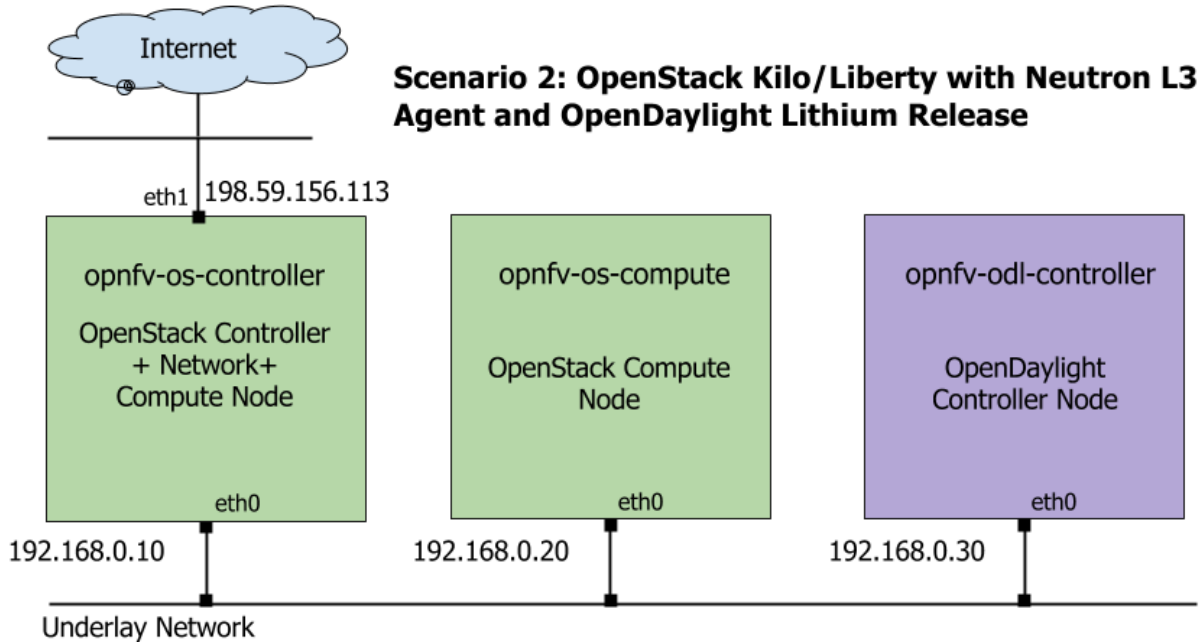 Internet
Scenario 2: OpenStack Kilo/Liberty with Neutron L3
Agent and OpenDaylight Lithium Release
eth1
198.59.156.113
opnfv-os-controller
OpenStack Controller
+ Network+
Compute Node
eth0
192.168.0.10
opnfv-os-compute
OpenStack Compute
Node
eth0
192.168.0.20
opnfv-odl-controller
OpenDaylight
Controller Node
eth0
192.168.0.30
Underlay Network